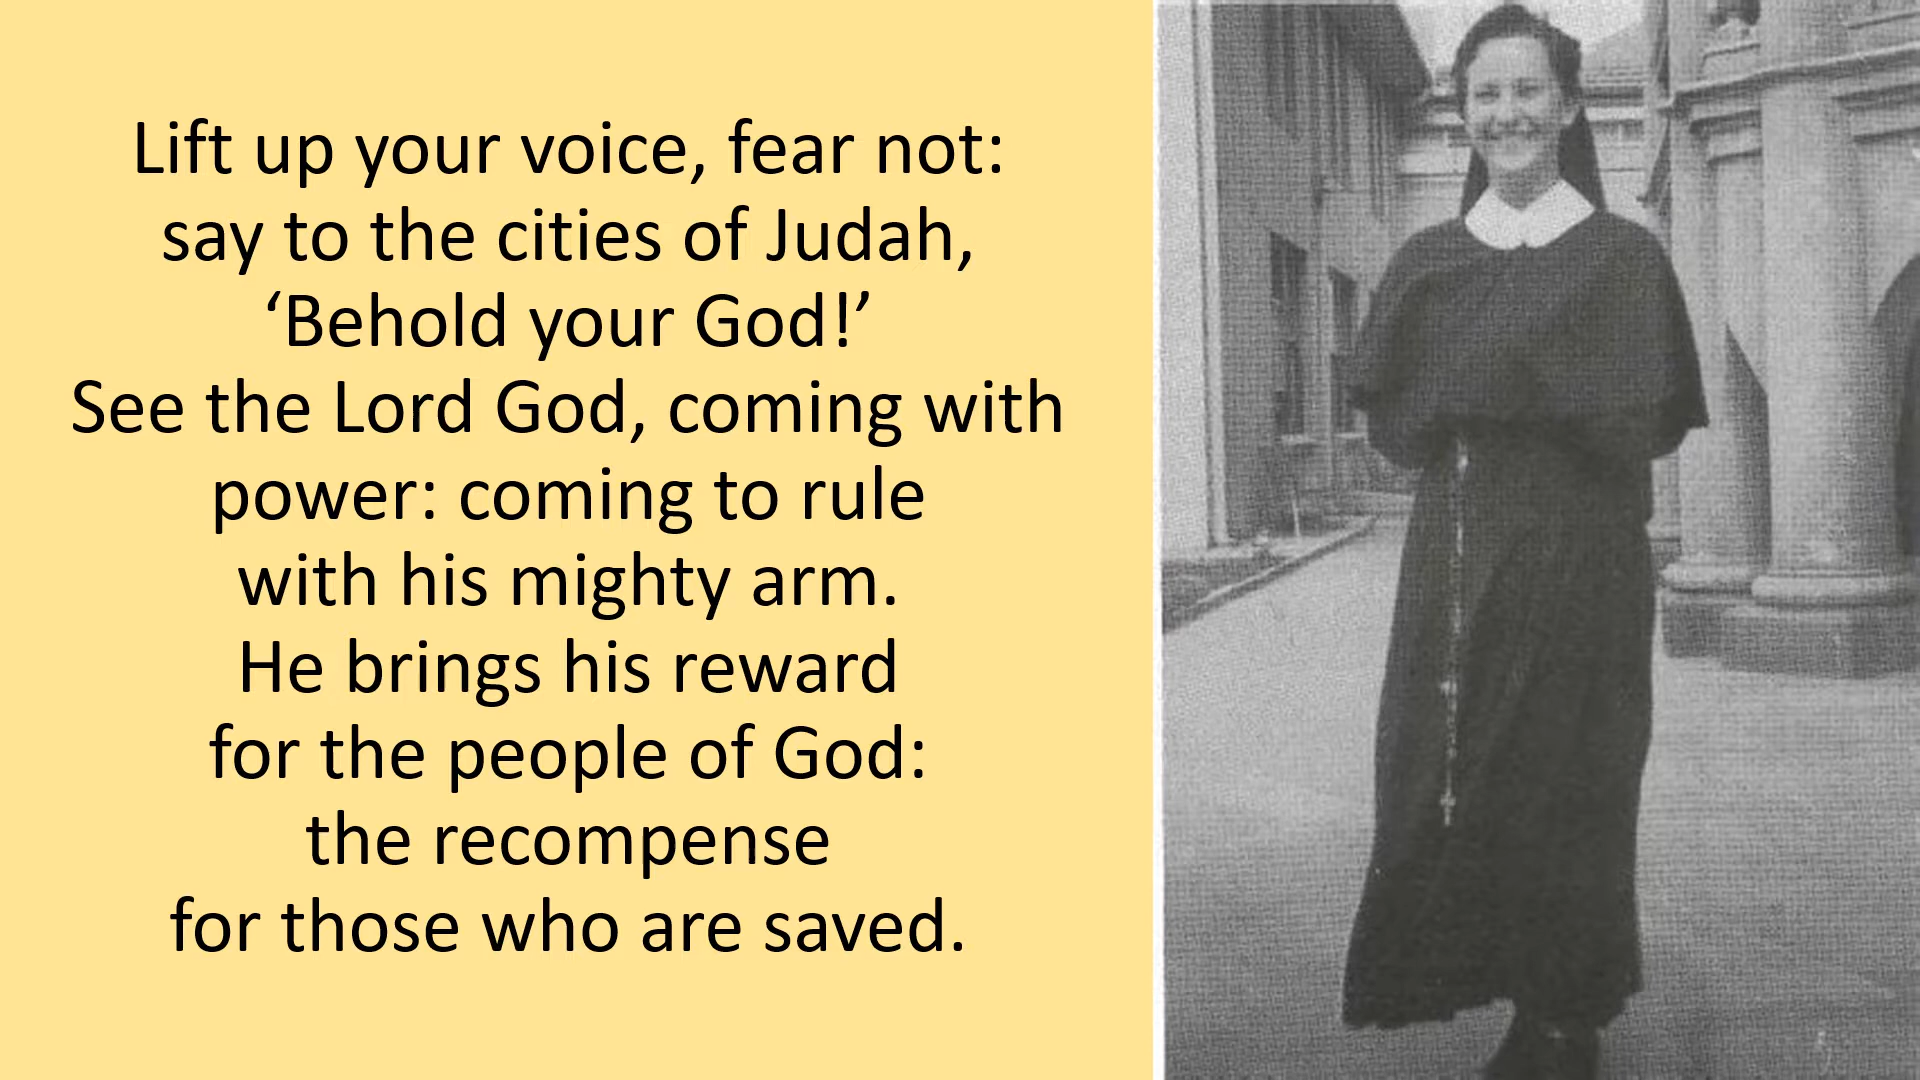 Lift up your voice, fear not:
say to the cities of Judah,
‘Behold your God!’
See the Lord God, coming with
power: coming to rule
with his mighty arm.
He brings his reward
for the people of God:
the recompense
for those who are saved.